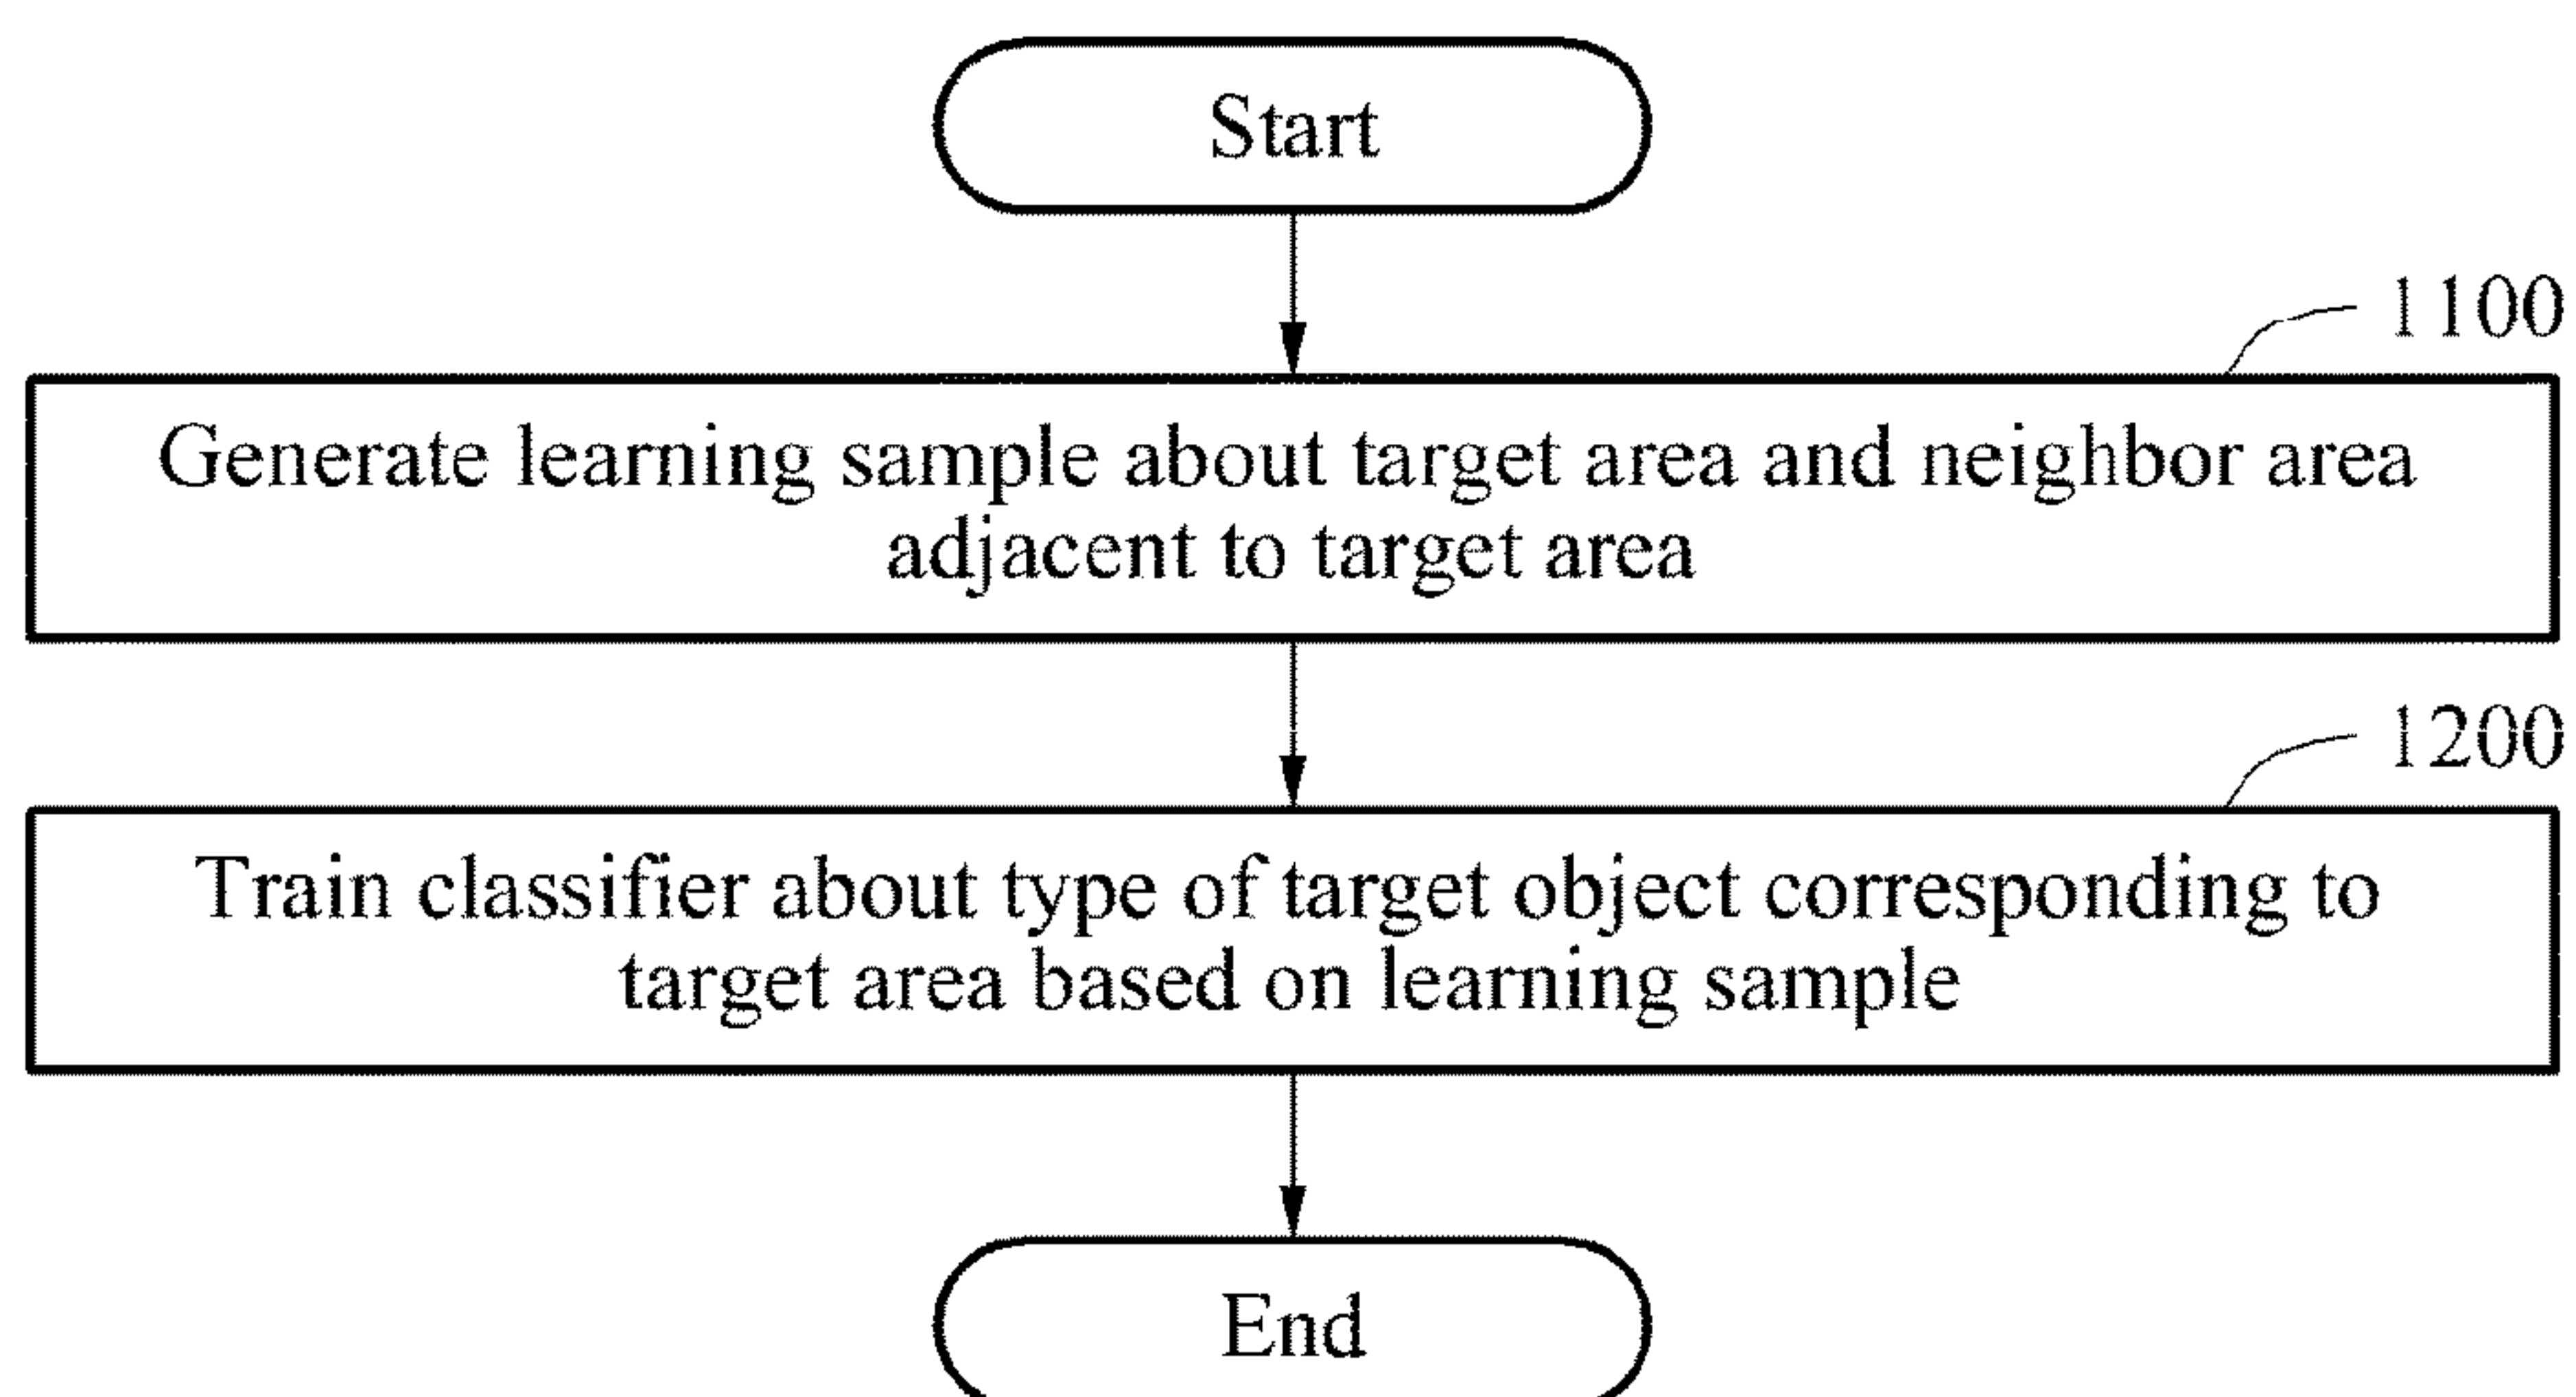 Start
1100
Generate learning sample about target area and neighbor area
adjacent to target area
1200
Train classifier about type of target object corresponding to
target area based on learning sample
End